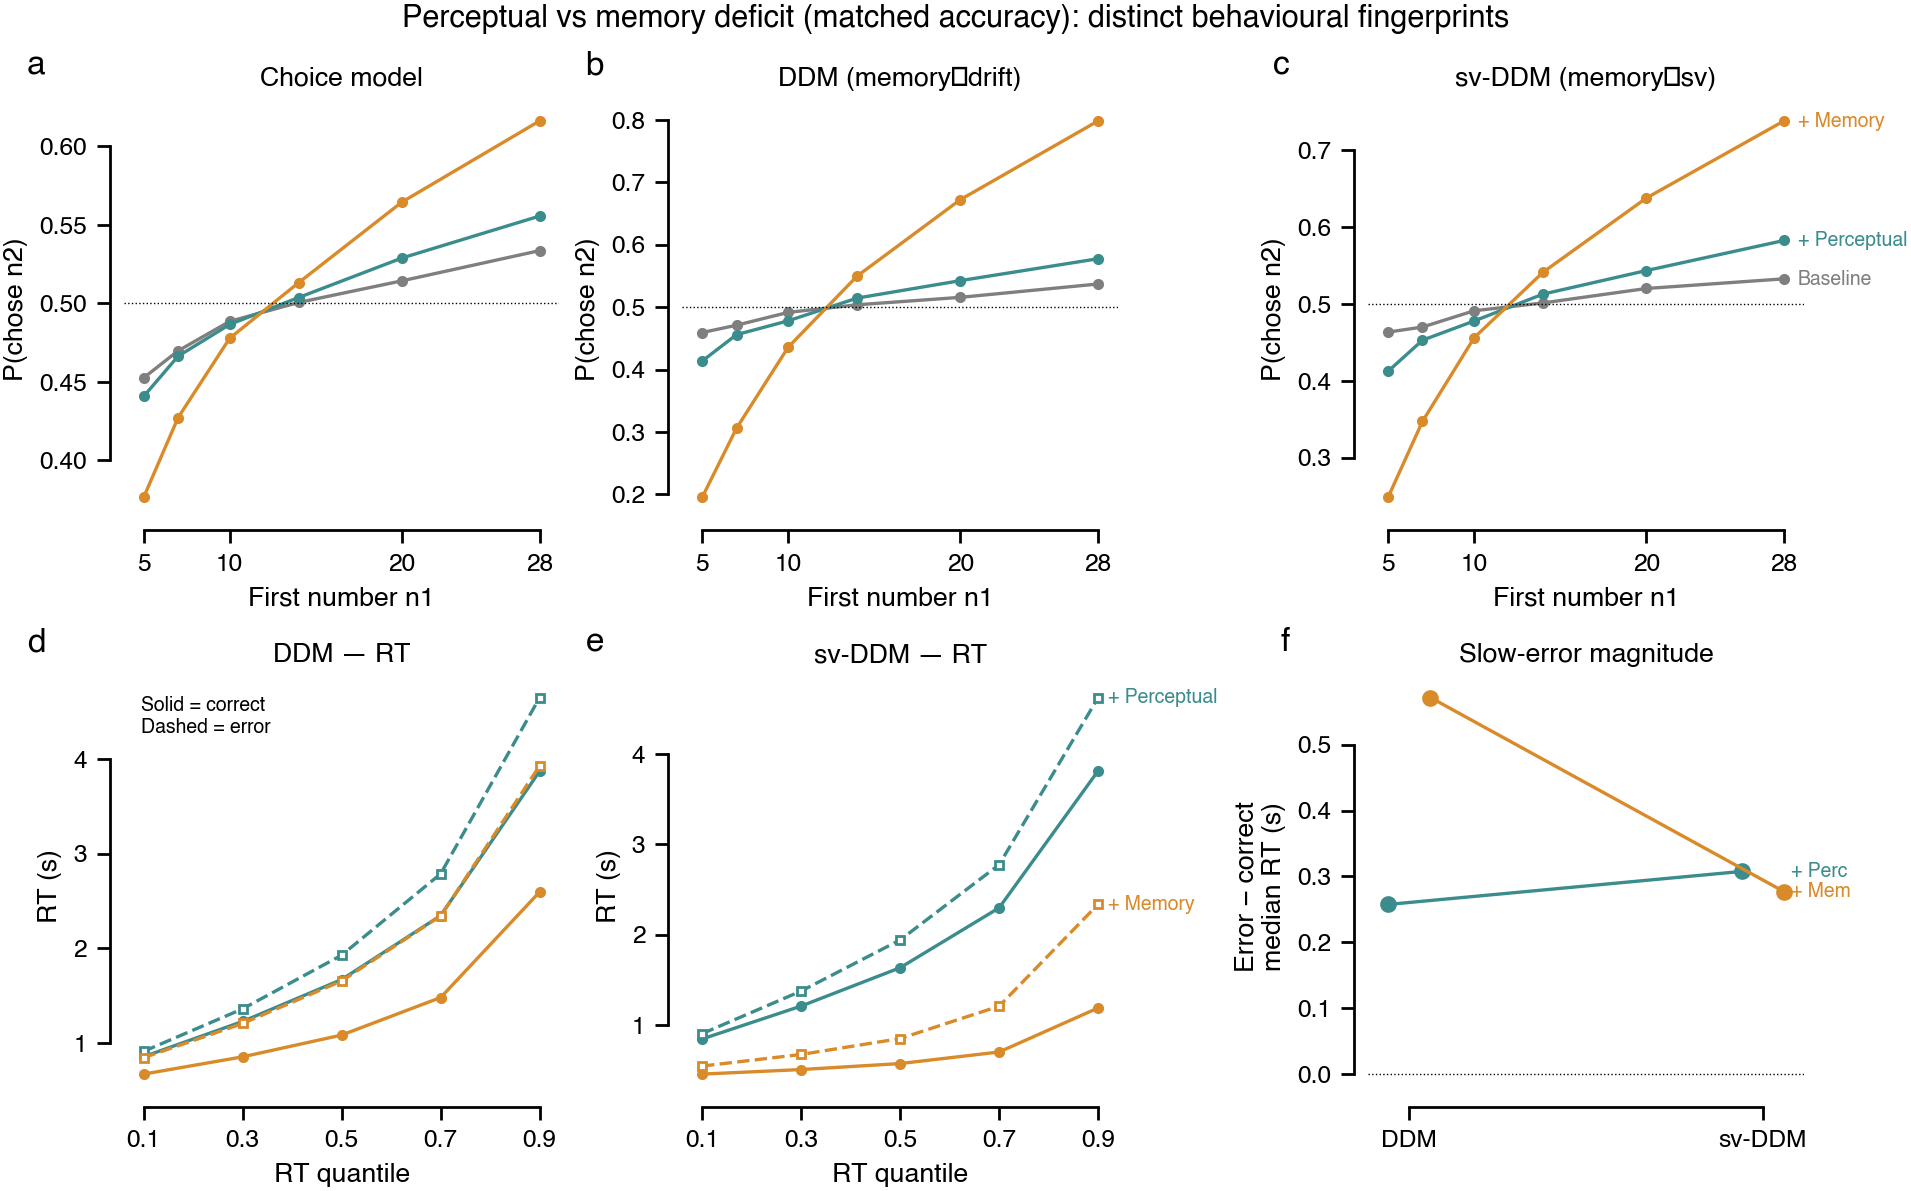 Perceptual vs memory deficit (matched accuracy): distinct behavioural fingerprints
a
Choice model
P(chose n2)
0.60
0.55
0.50
0.45
0.40
5
10
20
28
First number n1
b
DDM (memory□drift)
P(chose n2)
0.8
0.7
0.6
0.5
0.4
0.3
0.2
5
10
20
28
First number n1
c
sv-DDM (memory□sv)
P(chose n2)
0.7
0.6
0.5
0.4
0.3
+ Memory
+ Perceptual
Baseline
5
10
20
28
First number n1
d
DDM — RT
Solid = correct
Dashed = error
RT (s)
4
3
2
1
0.1
0.3
0.5
0.7
0.9
RT quantile
e
sv-DDM — RT
RT (s)
4
3
2
1
+ Perceptual
+ Memory
0.1
0.3
0.5
0.7
0.9
RT quantile
f
Slow-error magnitude
Error – correct
median RT (s)
0.5
0.4
0.3
0.2
0.1
0.0
+ Perc
+ Mem
DDM
sv-DDM